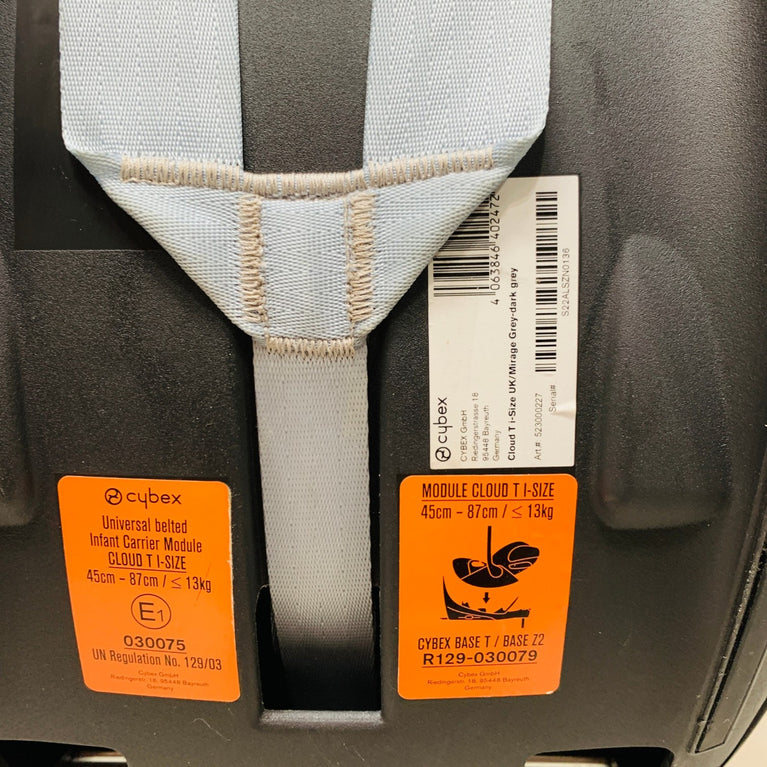 cybex
Universal belted
Infant Carrier Module
CLOUD T I-SIZE
45cm – 87cm / ≤ 13kg
E1
030075
UN Regulation No. 129/03
Cybex GmbH
Riedingerstr. 18, 95448 Bayreuth
Germany
cybex
CYBEX GmbH
Riedingerstrasse 18
95448 Bayreuth
Germany
4 063846 402472
Cloud T i-Size UK/Mirage Grey-dark grey
Art.# 523000227
Serial#
S22ALSZN0136
MODULE CLOUD T I-SIZE
45cm – 87cm / ≤ 13kg
CYBEX BASE T / BASE Z2
R129-030079
Cybex GmbH
Riedingerstr. 18, 95448 Bayreuth
Germany